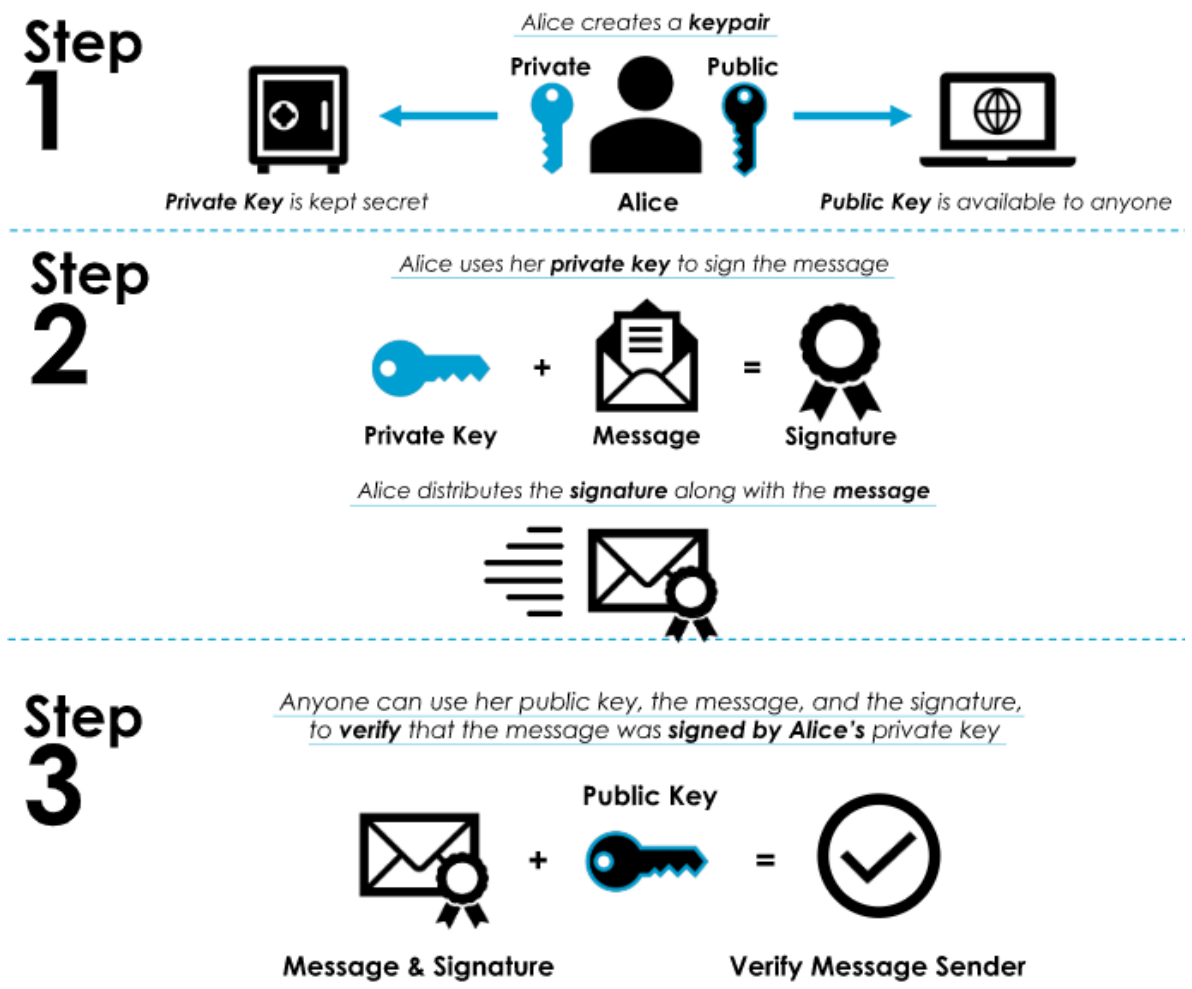 Step
1
Alice creates a keypair
Private
Public
Private Key is kept secret
Alice
Public Key is available to anyone
Step
2
Alice uses her private key to sign the message
+
=
Private Key
Message
Signature
Alice distributes the signature along with the message
Step
3
Anyone can use her public key, the message, and the signature,
to verify that the message was signed by Alice’s private key
Public Key
+
=
Message & Signature
Verify Message Sender